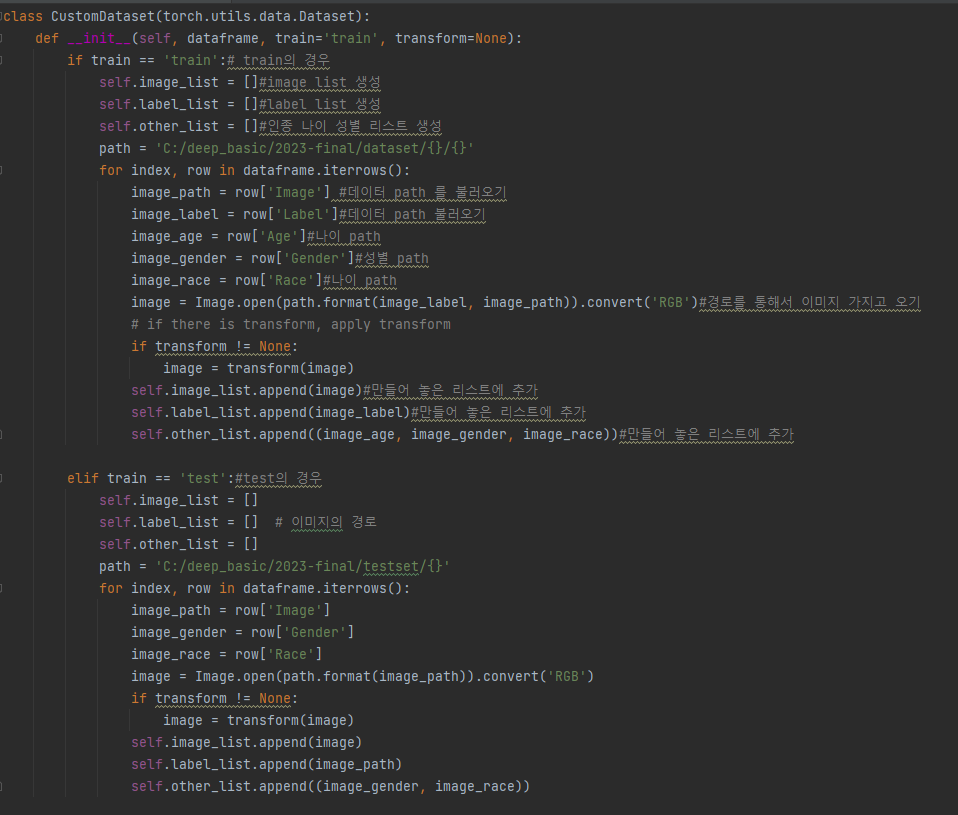 class CustomDataset(torch.utils.data.Dataset):
    def __init__(self, dataframe, train='train', transform=None):
        if train == 'train':# train의 경우
            self.image_list = []#image list 생성
            self.label_list = []#label list 생성
            self.other_list = []#인종 나이 성별 리스트 생성
            path = 'C:/deep_basic/2023-final/dataset/{}/{}'
            for index, row in dataframe.iterrows():
                image_path = row['Image'] #데이터 path 를 불러오기
                image_label = row['Label']#데이터 path 불러오기
                image_age = row['Age']#나이 path
                image_gender = row['Gender']#성별 path
                image_race = row['Race']#나이 path
                image = Image.open(path.format(image_label, image_path)).convert('RGB')#경로를 통해서 이미지 가지고 오기
                # if there is transform, apply transform
                if transform != None:
                    image = transform(image)
                self.image_list.append(image)#만들어 놓은 리스트에 추가
                self.label_list.append(image_label)#만들어 놓은 리스트에 추가
                self.other_list.append((image_age, image_gender, image_race))#만들어 놓은 리스트에 추가
        elif train == 'test':#test의 경우
            self.image_list = []
            self.label_list = []  # 이미지의 경로
            self.other_list = []
            path = 'C:/deep_basic/2023-final/testset/{}'
            for index, row in dataframe.iterrows():
                image_path = row['Image']
                image_gender = row['Gender']
                image_race = row['Race']
                image = Image.open(path.format(image_path)).convert('RGB')
                if transform != None:
                    image = transform(image)
                self.image_list.append(image)
                self.label_list.append(image_path)
                self.other_list.append((image_gender, image_race))